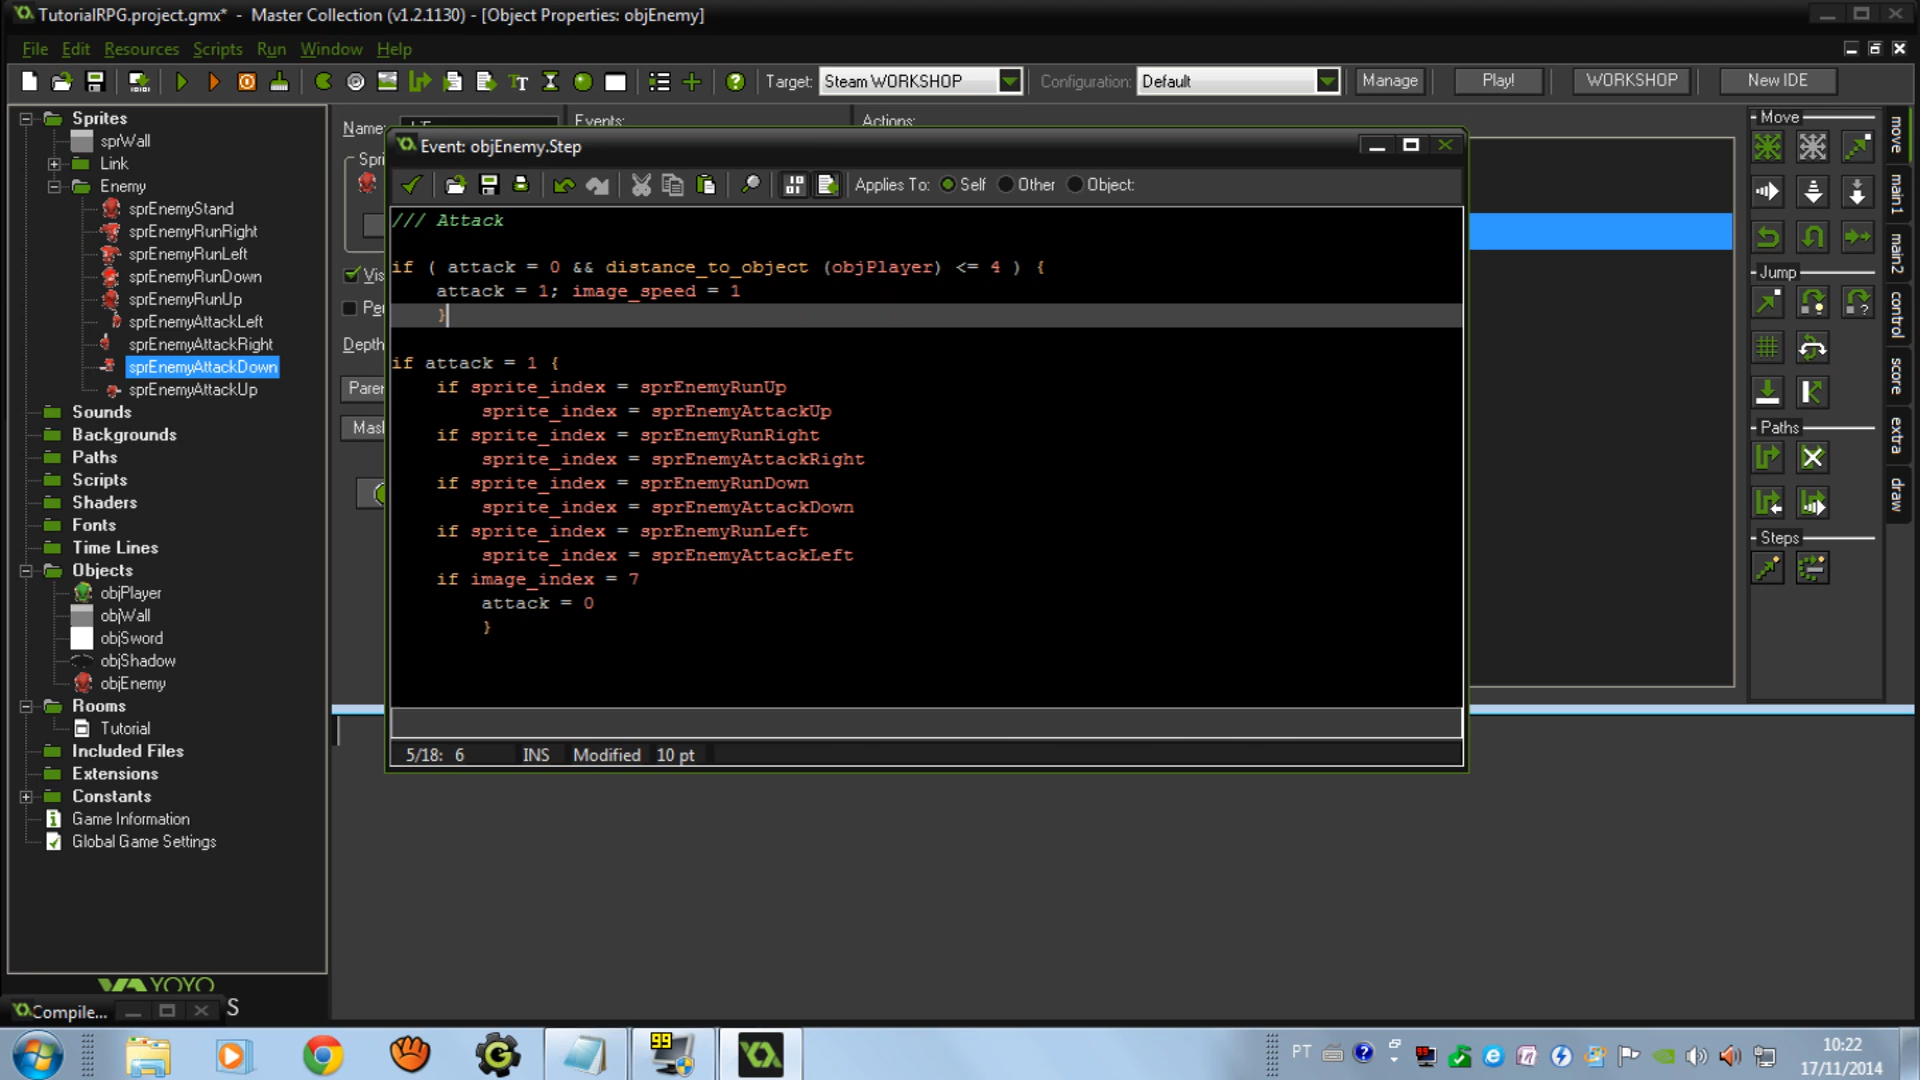 TutorialRPG.project.gmx* - Master Collection (v1.2.1130) - [Object Properties: objEnemy]
File Edit Resources Scripts Run Window Help
Target: Steam WORKSHOP Configuration: Default Manage Play! WORKSHOP New IDE
Sprites
sprWall
Link
Enemy
sprEnemyStand
sprEnemyRunRight
sprEnemyRunLeft
sprEnemyRunDown
sprEnemyRunUp
sprEnemyAttackLeft
sprEnemyAttackRight
sprEnemyAttackDown
sprEnemyAttackUp
Sounds
Backgrounds
Paths
Scripts
Shaders
Fonts
Time Lines
Objects
objPlayer
objWall
objSword
objShadow
objEnemy
Rooms
Tutorial
Included Files
Extensions
Constants
Game Information
Global Game Settings
YOYO
S
Compile...
Name:
Events:
Actions:
Spri
Vis
Pe
Depth
Paren
Mas
Event: objEnemy.Step
Applies To: Self Other Object:
/// Attack
if ( attack = 0 && distance_to_object (objPlayer) <= 4 ) {
attack = 1; image_speed = 1
}
if attack = 1 {
if sprite_index = sprEnemyRunUp
sprite_index = sprEnemyAttackUp
if sprite_index = sprEnemyRunRight
sprite_index = sprEnemyAttackRight
if sprite_index = sprEnemyRunDown
sprite_index = sprEnemyAttackDown
if sprite_index = sprEnemyRunLeft
sprite_index = sprEnemyAttackLeft
if image_index = 7
attack = 0
}
5/18: 6 INS Modified 10 pt
Move
Jump
Paths
Steps
move
main1
main2
control
score
extra
draw
99
PT
10:22
17/11/2014